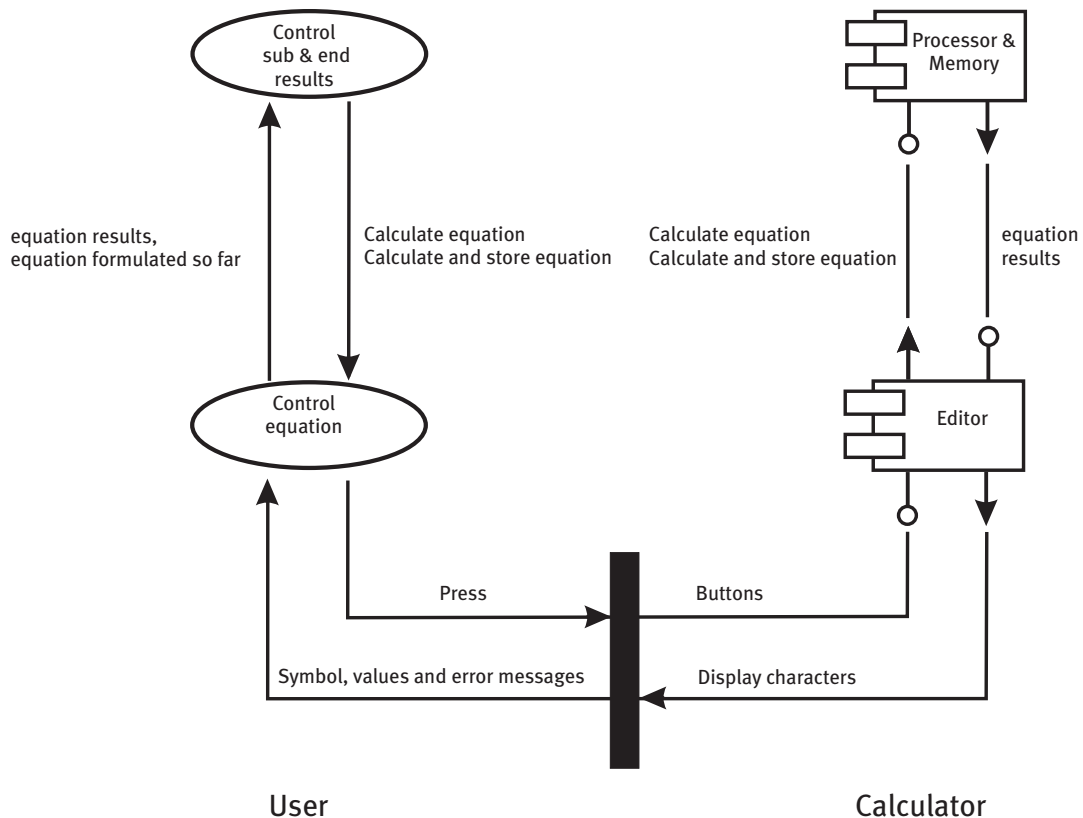 Control
sub & end
results
Processor &
Memory
equation results,
equation formulated so far
Calculate equation
Calculate and store equation
Calculate equation
Calculate and store equation
equation
results
Control
equation
Editor
Press
Buttons
Symbol, values and error messages
Display characters
User
Calculator